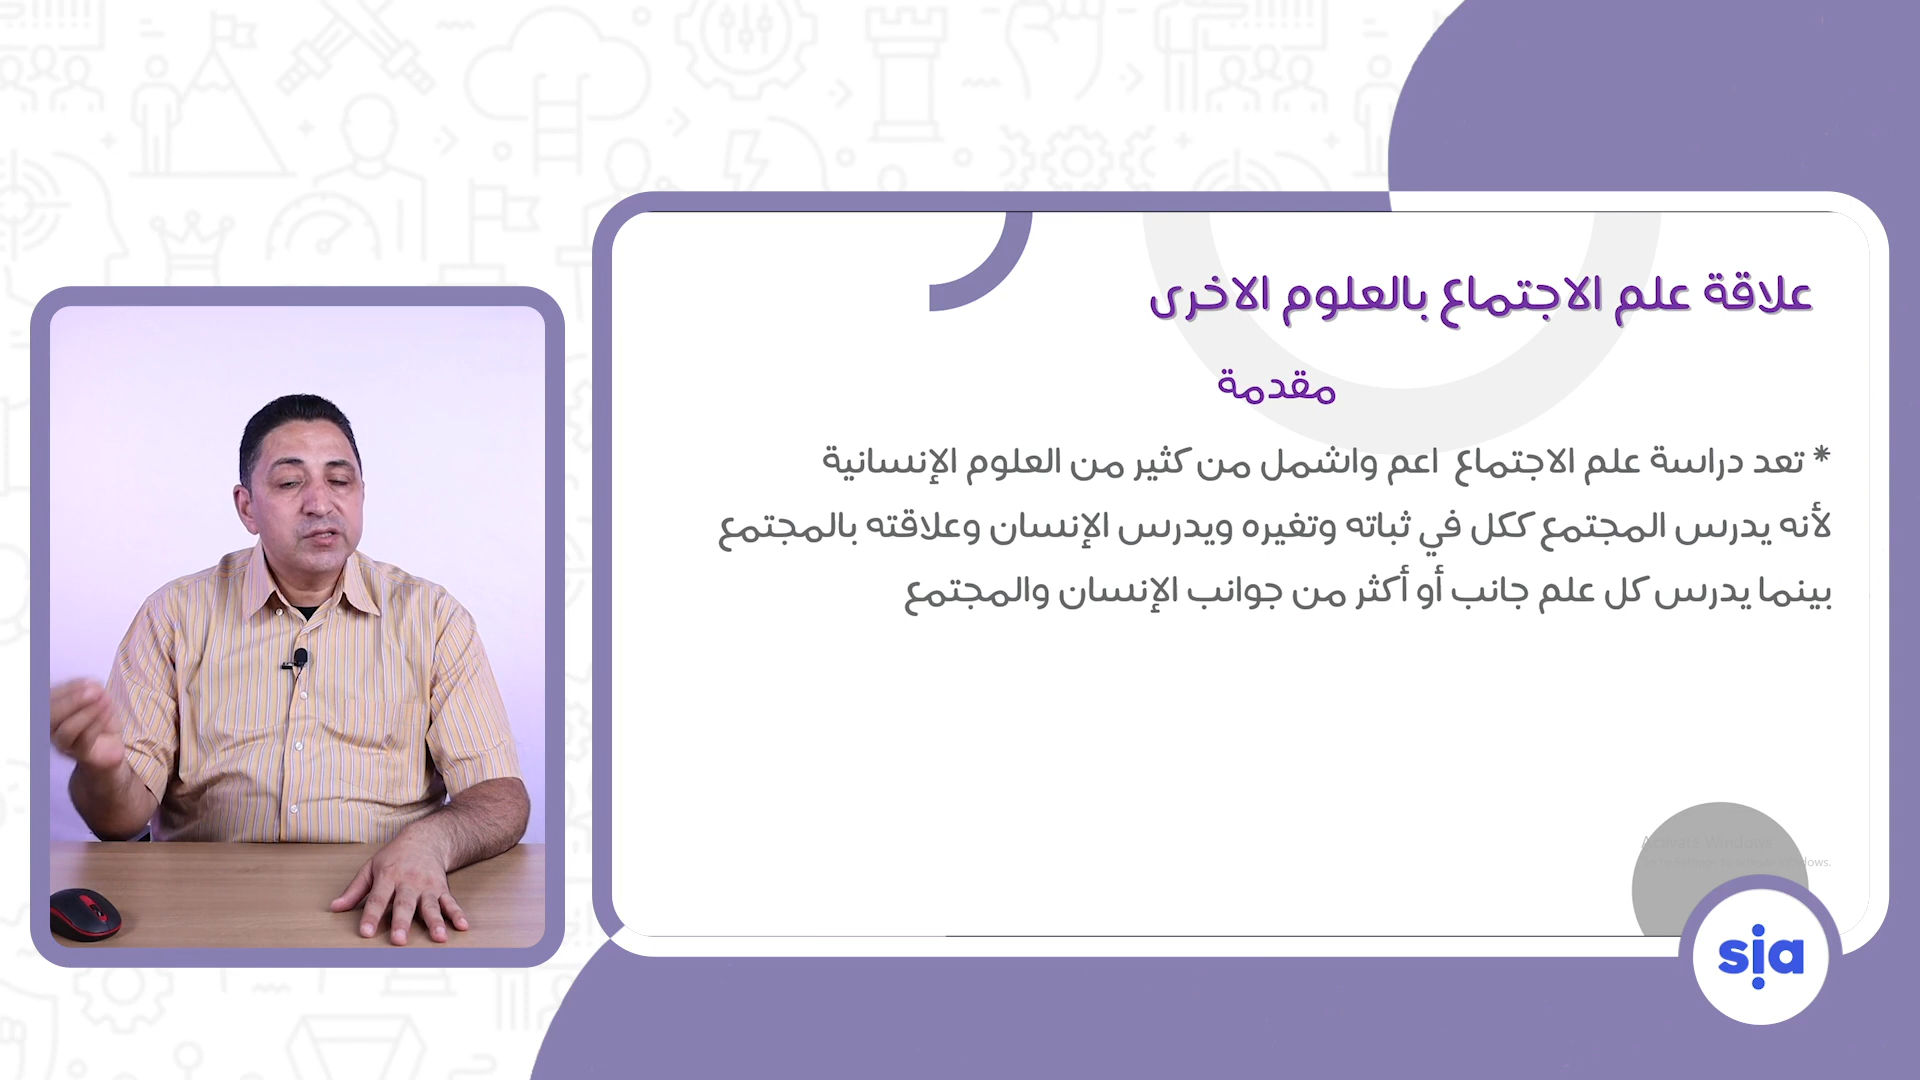 علاقة علم الاجتماع بالعلوم الاخرى
مقدمة
* تعد دراسة علم الاجتماع اعم واشمل من كثير من العلوم الإنسانية
لأنه يدرس المجتمع ككل في ثباته وتغيره ويدرس الإنسان وعلاقته بالمجتمع
بينما يدرس كل علم جانب أو أكثر من جوانب الإنسان والمجتمع
Activate Windows
sia